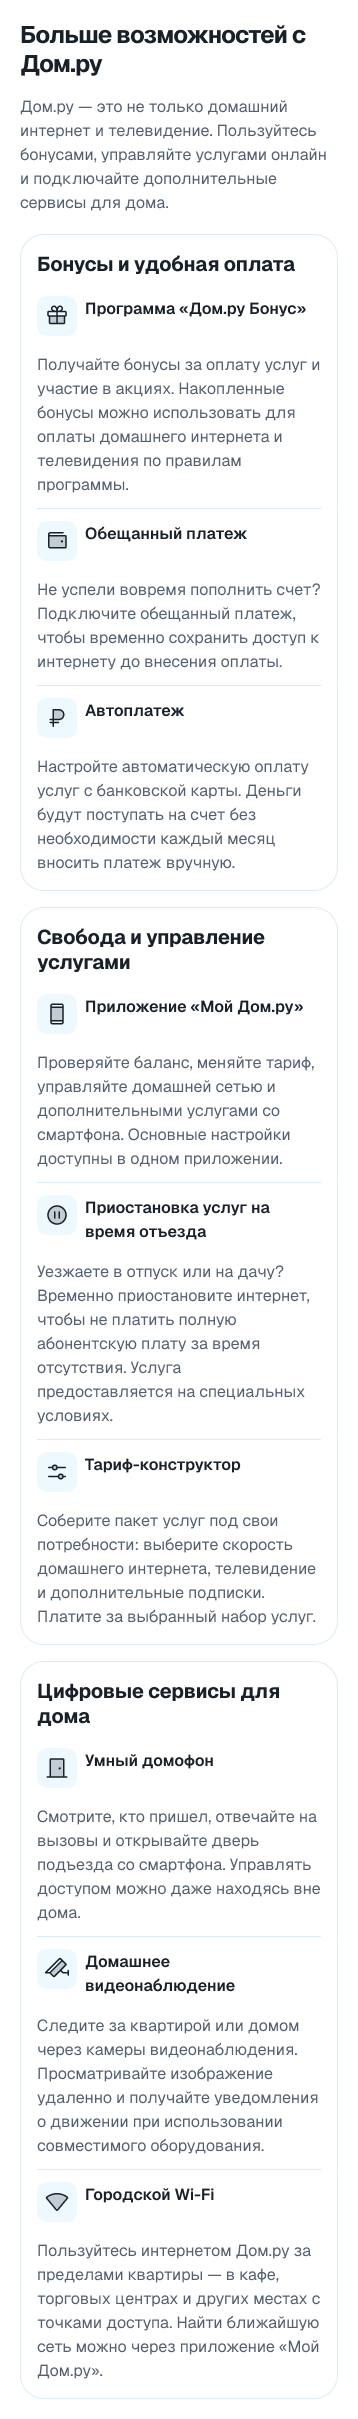 Больше возможностей с
Дом.ру
Дом.ру — это не только домашний
интернет и телевидение. Пользуйтесь
бонусами, управляйте услугами онлайн
и подключайте дополнительные
сервисы для дома.
Бонусы и удобная оплата
Программа «Дом.ру Бонус»
Получайте бонусы за оплату услуг и
участие в акциях. Накопленные
бонусы можно использовать для
оплаты домашнего интернета и
телевидения по правилам
программы.
Обещанный платеж
Не успели вовремя пополнить счет?
Подключите обещанный платеж,
чтобы временно сохранить доступ к
интернету до внесения оплаты.
Автоплатеж
Настройте автоматическую оплату
услуг с банковской карты. Деньги
будут поступать на счет без
необходимости каждый месяц
вносить платеж вручную.
Свобода и управление
услугами
Приложение «Мой Дом.ру»
Проверяйте баланс, меняйте тариф,
управляйте домашней сетью и
дополнительными услугами со
смартфона. Основные настройки
доступны в одном приложении.
Приостановка услуг на
время отъезда
Уезжаете в отпуск или на дачу?
Временно приостановите интернет,
чтобы не платить полную
абонентскую плату за время
отсутствия. Услуга
предоставляется на специальных
условиях.
Тариф-конструктор
Соберите пакет услуг под свои
потребности: выберите скорость
домашнего интернета, телевидение
и дополнительные подписки.
Платите за выбранный набор услуг.
Цифровые сервисы для
дома
Умный домофон
Смотрите, кто пришел, отвечайте на
вызовы и открывайте дверь
подъезда со смартфона. Управлять
доступом можно даже находясь вне
дома.
Домашнее
видеонаблюдение
Следите за квартирой или домом
через камеры видеонаблюдения.
Просматривайте изображение
удаленно и получайте уведомления
о движении при использовании
совместимого оборудования.
Городской Wi-Fi
Пользуйтесь интернетом Дом.ру за
пределами квартиры — в кафе,
торговых центрах и других местах с
точками доступа. Найти ближайшую
сеть можно через приложение «Мой
Дом.ру».